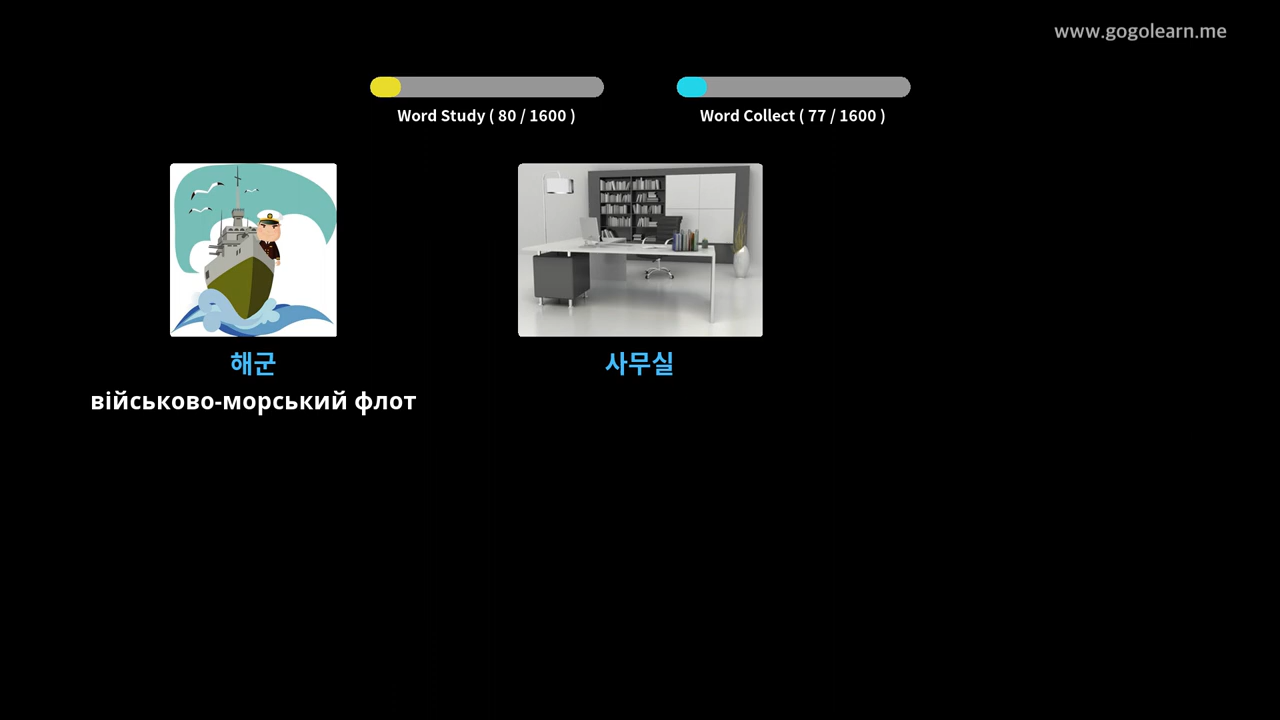 www.gogolearn.me
Word Study ( 80 / 1600 )
Word Collect ( 77 / 1600 )
해군
사무실
військово-морський флот